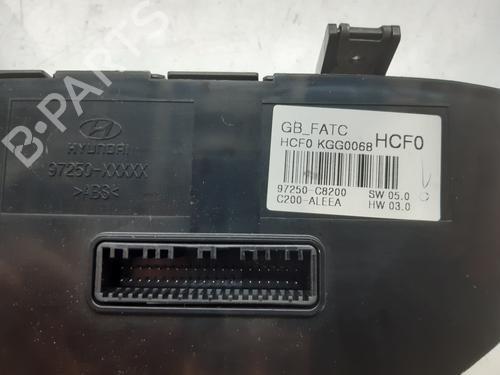 HYUNDAI
97250-XXXXX
>ABS<
GB_FATC
HCF0 KGG0068 HCF0
97250-C8200 SW 05.0 C
C200-ALEEA HW 03.0
B-PARTS